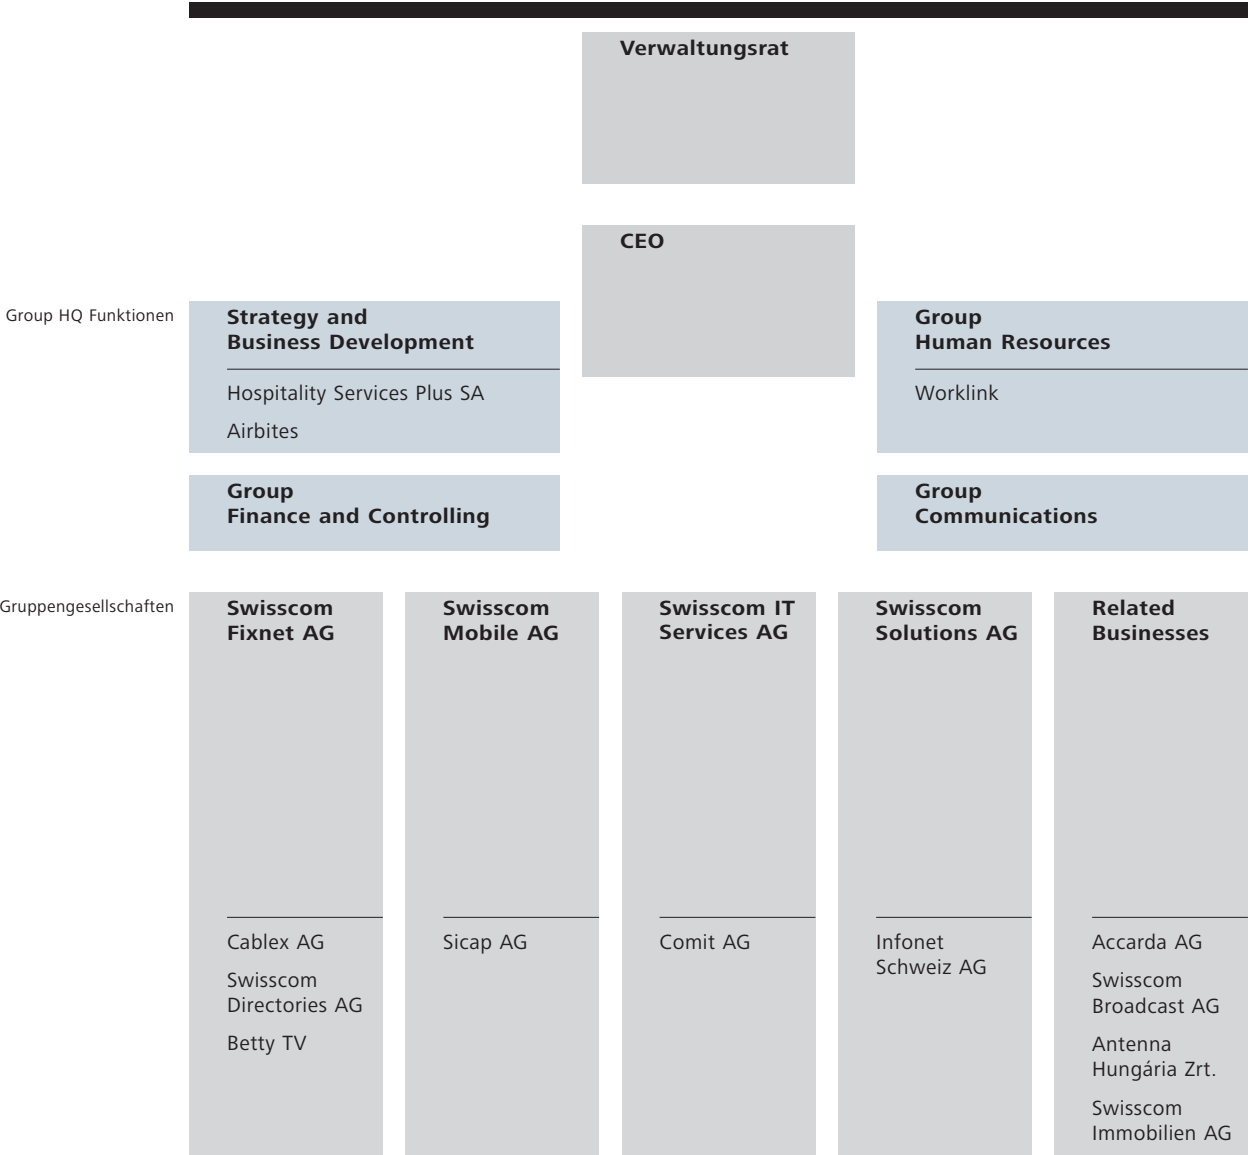 Verwaltungsrat
CEO
Group HQ Funktionen
Strategy and
Business Development
Hospitality Services Plus SA
Airbites
Group
Human Resources
Worklink
Group
Finance and Controlling
Group
Communications
Gruppengesellschaften
Swisscom
Fixnet AG
Cablex AG
Swisscom
Directories AG
Betty TV
Swisscom
Mobile AG
Sicap AG
Swisscom IT
Services AG
Comit AG
Swisscom
Solutions AG
Infonet
Schweiz AG
Related
Businesses
Accarda AG
Swisscom
Broadcast AG
Antenna
Hungária Zrt.
Swisscom
Immobilien AG